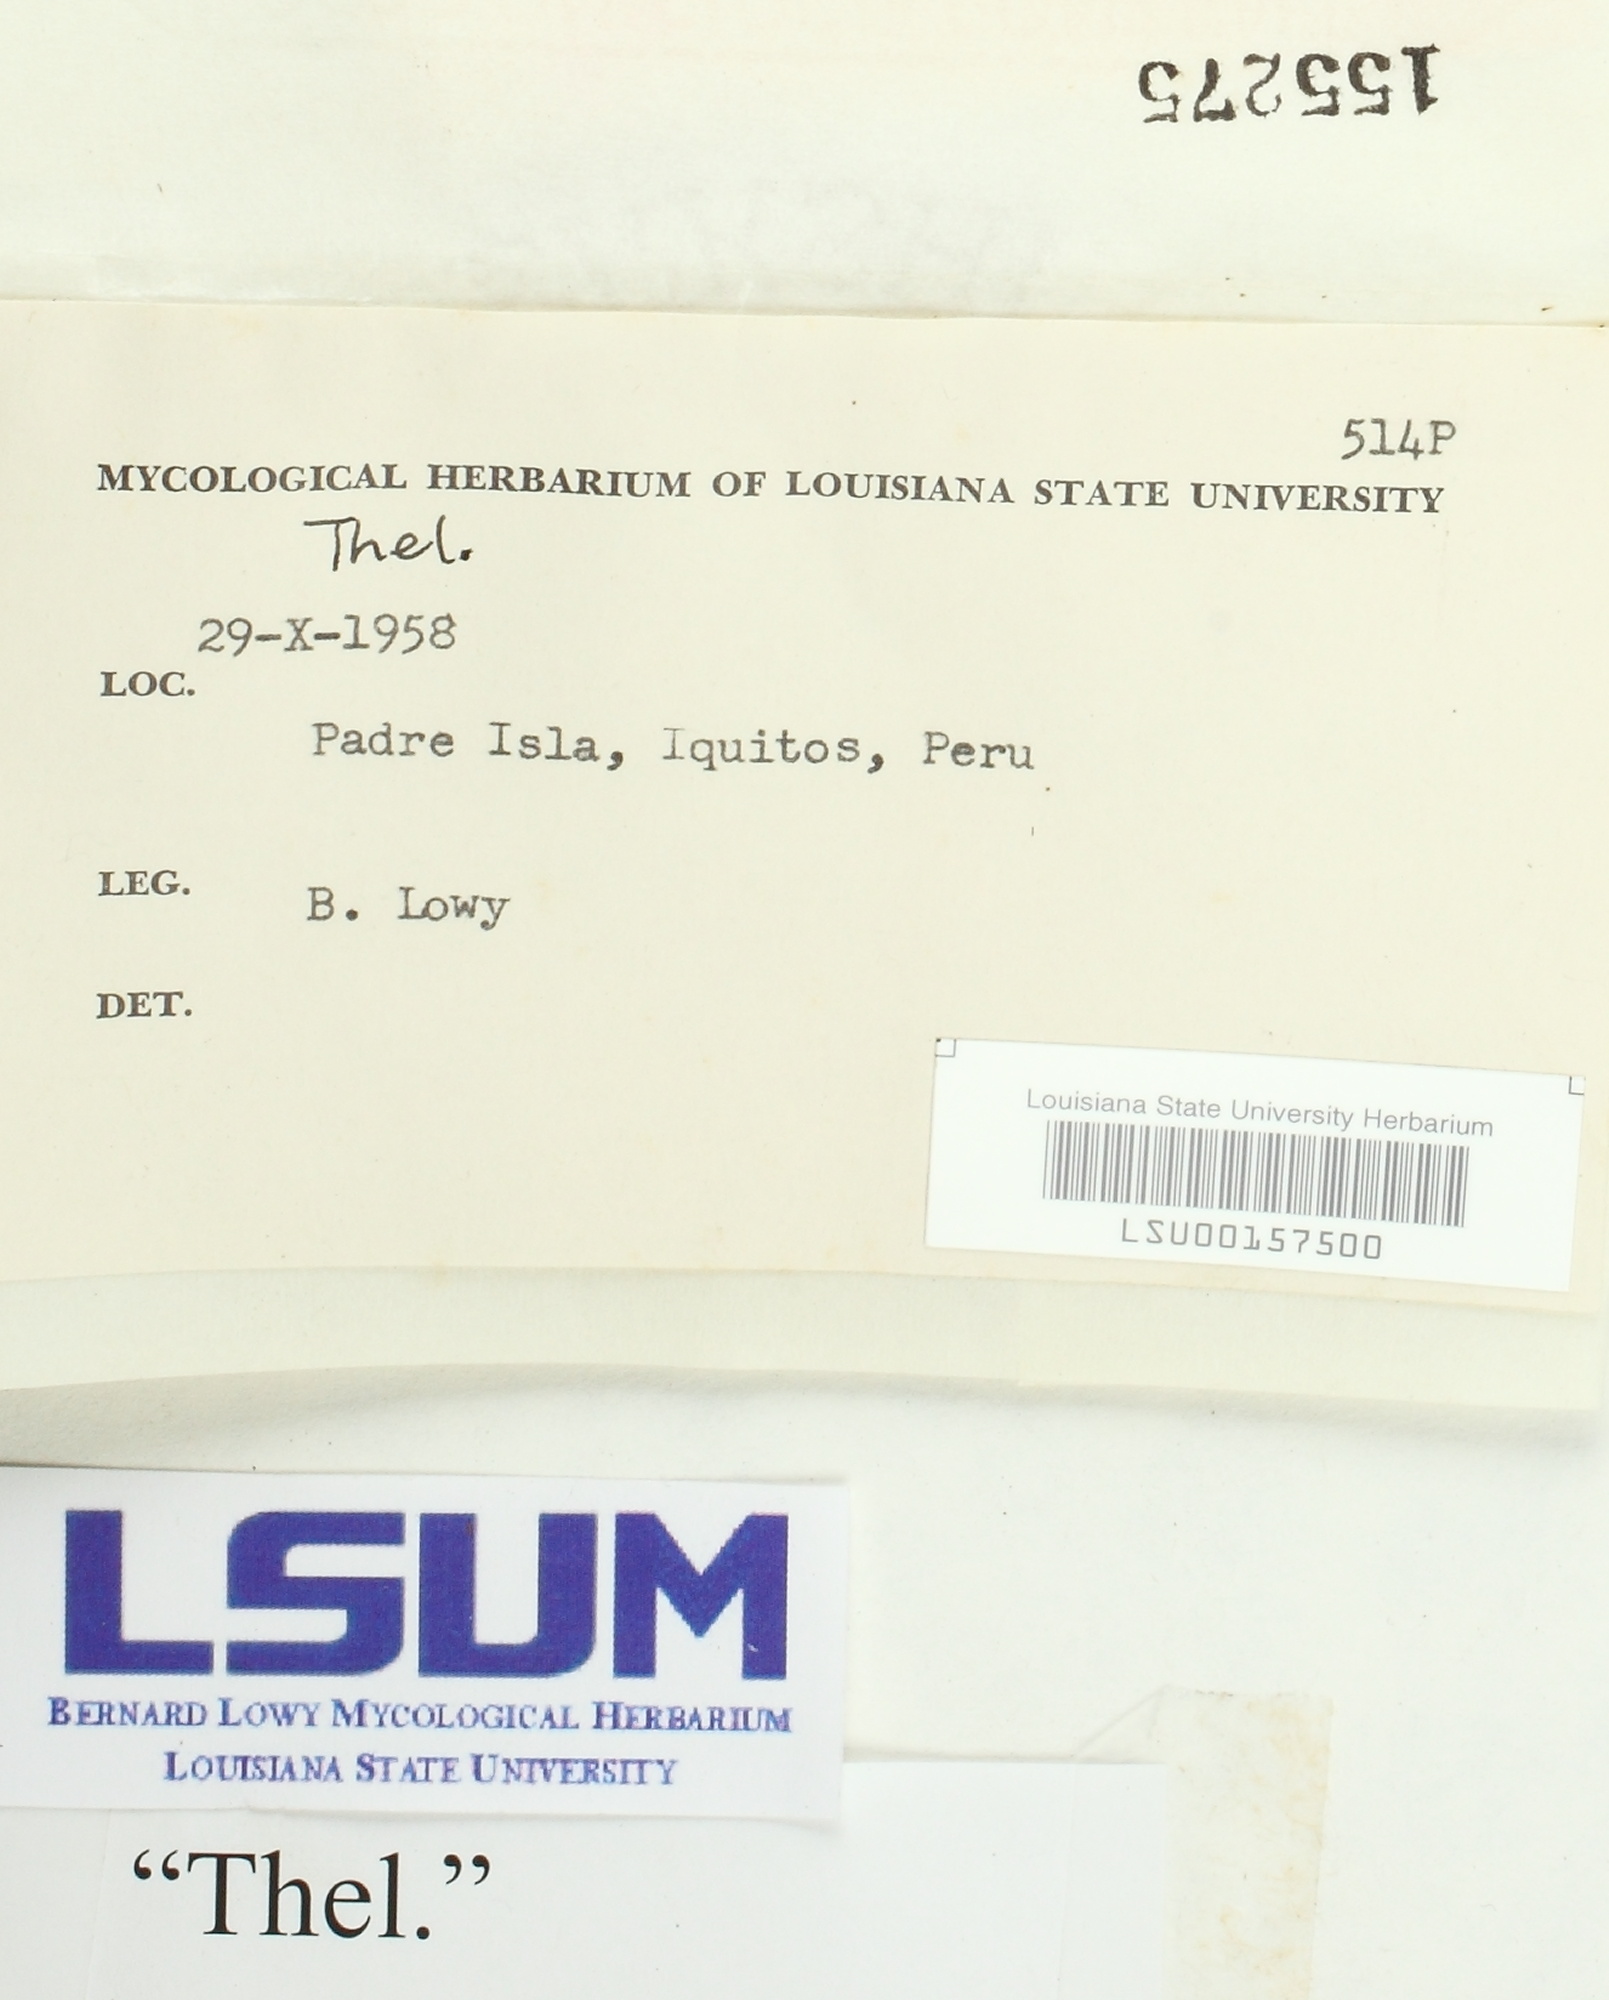 155275
514P
MYCOLOGICAL HERBARIUM OF LOUISIANA STATE UNIVERSITY
Thel.
29-X-1958
LOC.
Padre Isla, Iquitos, Peru
LEG. B. Lowy
DET.
Louisiana State University Herbarium
LSU00157500
LSUM
BERNARD LOWY MYCOLOGICAL HERBARIUM
LOUISIANA STATE UNIVERSITY
“Thel.”